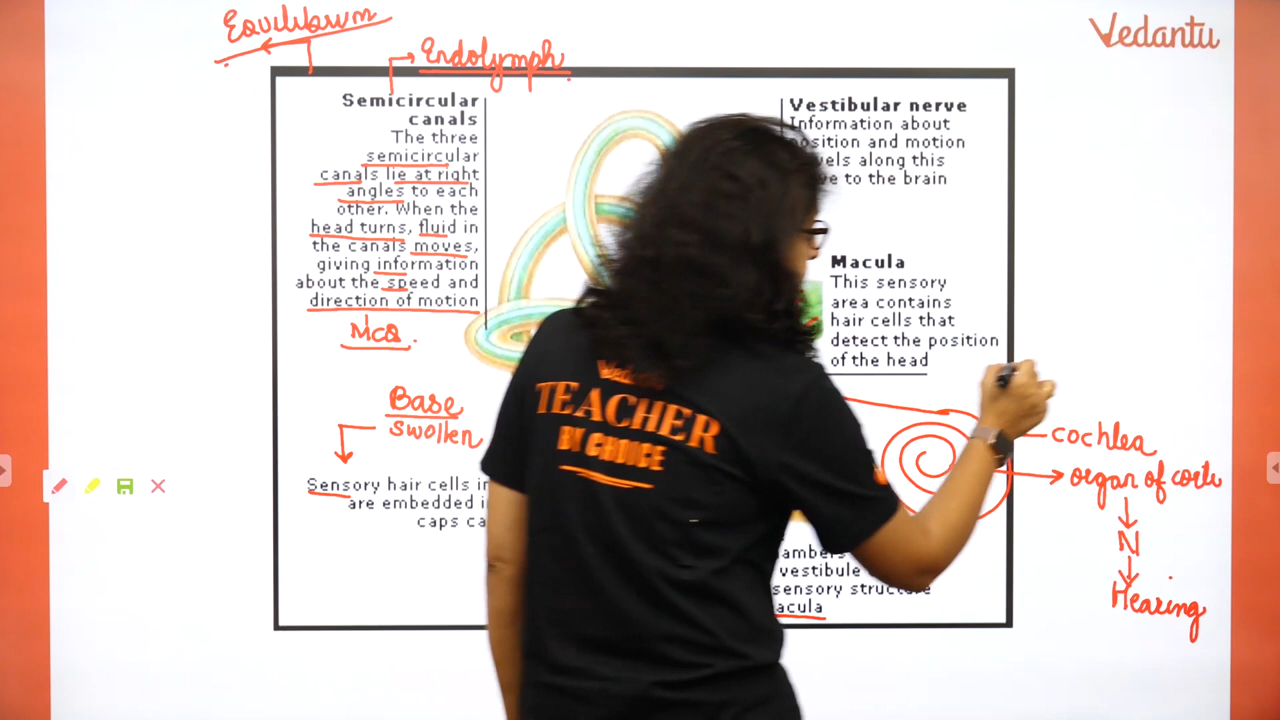 Equilibrium
Endolymph
Vedantu
Semicircular
canals
The three
semicircular
canals lie at right
angles to each
other. When the
head turns, fluid in
the canals moves,
giving information
about the speed and
direction of motion
MCQ.
Base
swollen
Sensory hair cells in
are embedded i
caps ca
Vestibular nerve
Information about
position and motion
vels along this
ve to the brain
Macula
This sensory
area contains
hair cells that
detect the position
of the head
TEACHER
BY CHOICE
cochlea
organ of corti
N
Hearing
ambers
vestibule
sensory structure
acula